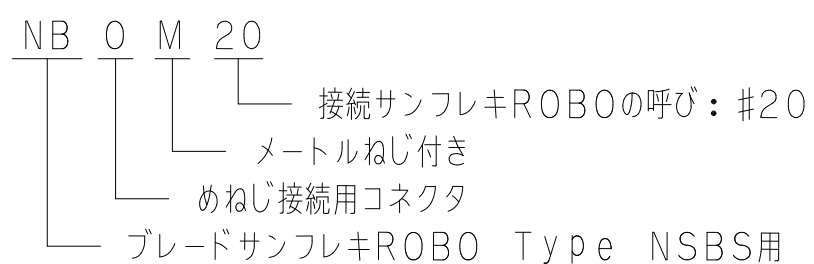 NB O M 20
接続サンフレキROBOの呼び：♯20
メートルねじ付き
めねじ接続用コネクタ
ブレードサンフレキROBO Type NSBS用